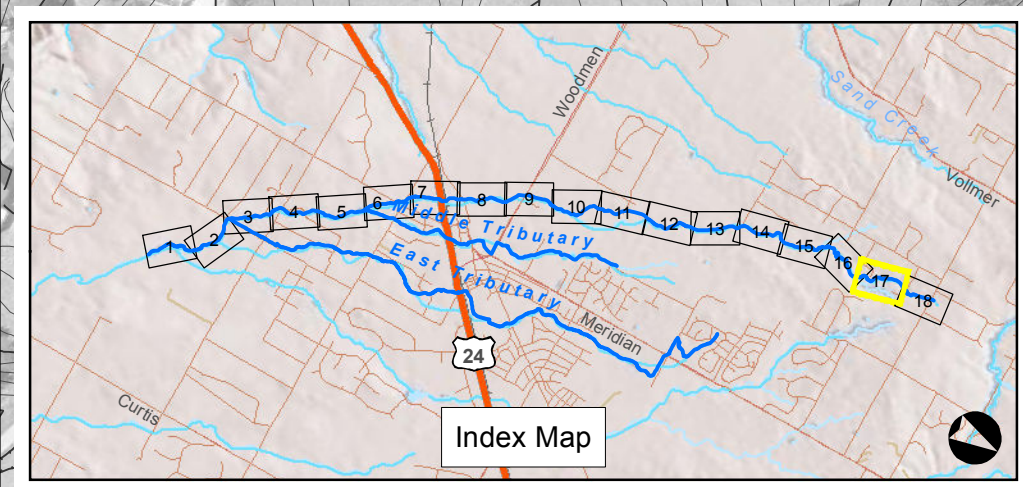 Woodmen
Sand Creek
Vollmer
1
2
3
4
5
6
7
8
9
10
11
12
13
14
15
16
17
18
Middle Tributary
East Tributary
Meridian
24
Curtis
Index Map